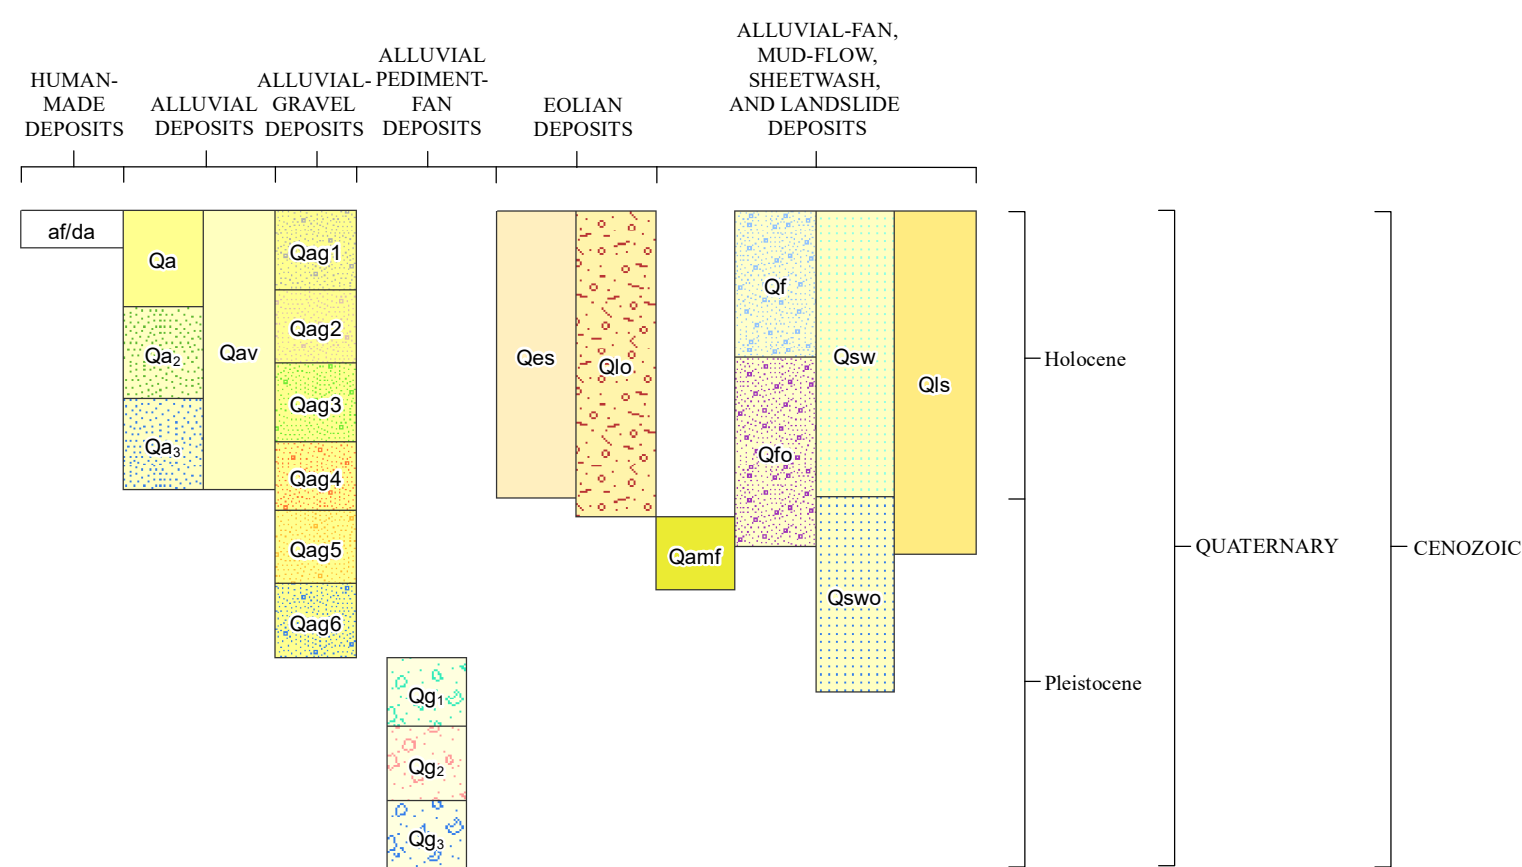 HUMAN-
MADE
DEPOSITS
ALLUVIAL
DEPOSITS
ALLUVIAL-
GRAVEL
DEPOSITS
ALLUVIAL
PEDIMENT-
FAN
DEPOSITS
EOLIAN
DEPOSITS
ALLUVIAL-FAN,
MUD-FLOW,
SHEETWASH,
AND LANDSLIDE
DEPOSITS
af/da
Qa
Qa2
Qa3
Qav
Qag1
Qag2
Qag3
Qag4
Qag5
Qag6
Qg1
Qg2
Qg3
Qes
Qlo
Qamf
Qf
Qfo
Qsw
Qswo
Qls
Holocene
Pleistocene
QUATERNARY
CENOZOIC